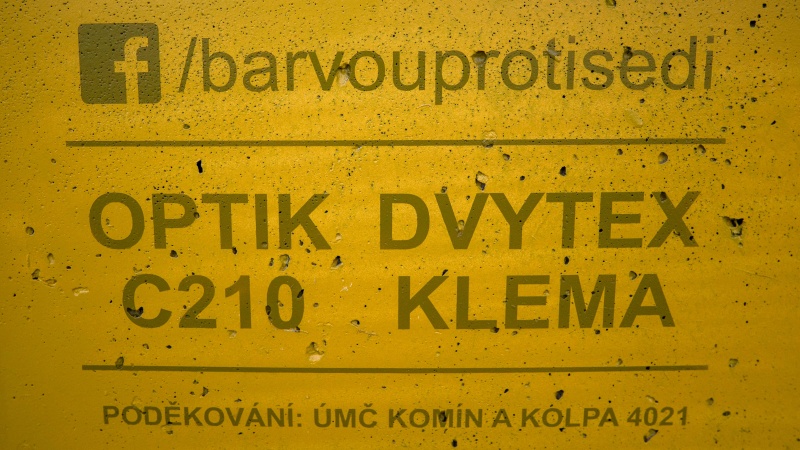 /barvouprotisedi
OPTIK DVYTEX
C210 KLEMA
PODĚKOVÁNÍ: ÚMČ KOMÍN A KOLPA 4021